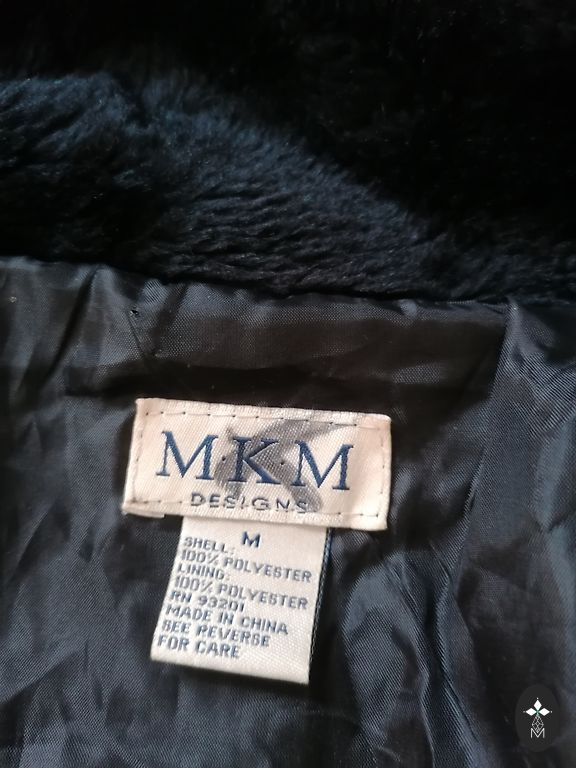 M·K·M
DESIGNS
M
SHELL:
100% POLYESTER
LINING:
100% POLYESTER
RN 93201
MADE IN CHINA
SEE REVERSE
FOR CARE
M